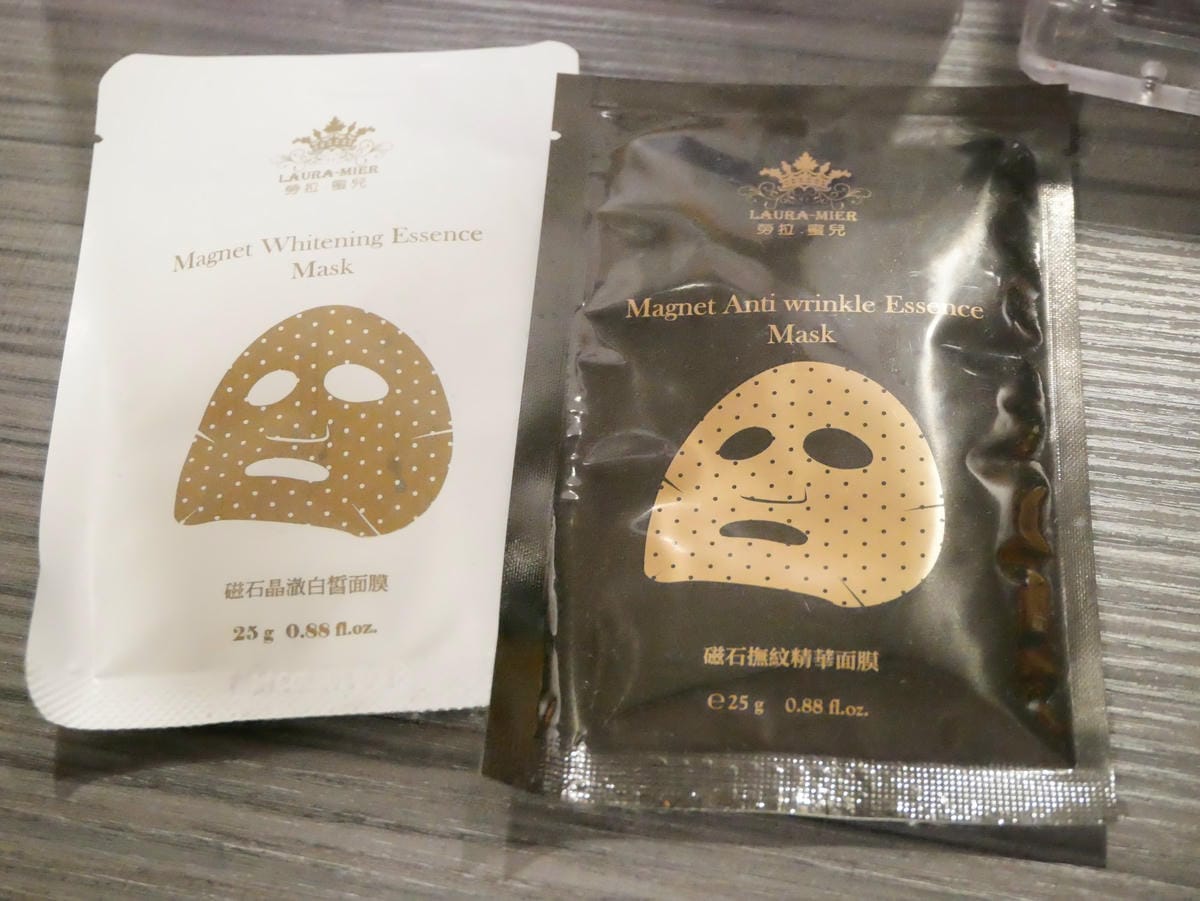 LAURA-MIER
勞拉.蜜兒
Magnet Whitening Essence
Mask
磁石晶澈白皙面膜
25 g 0.88 fl.oz.
LAURA-MIER
勞拉.蜜兒
Magnet Anti wrinkle Essence
Mask
磁石撫紋精華面膜
℮25 g 0.88 fl.oz.